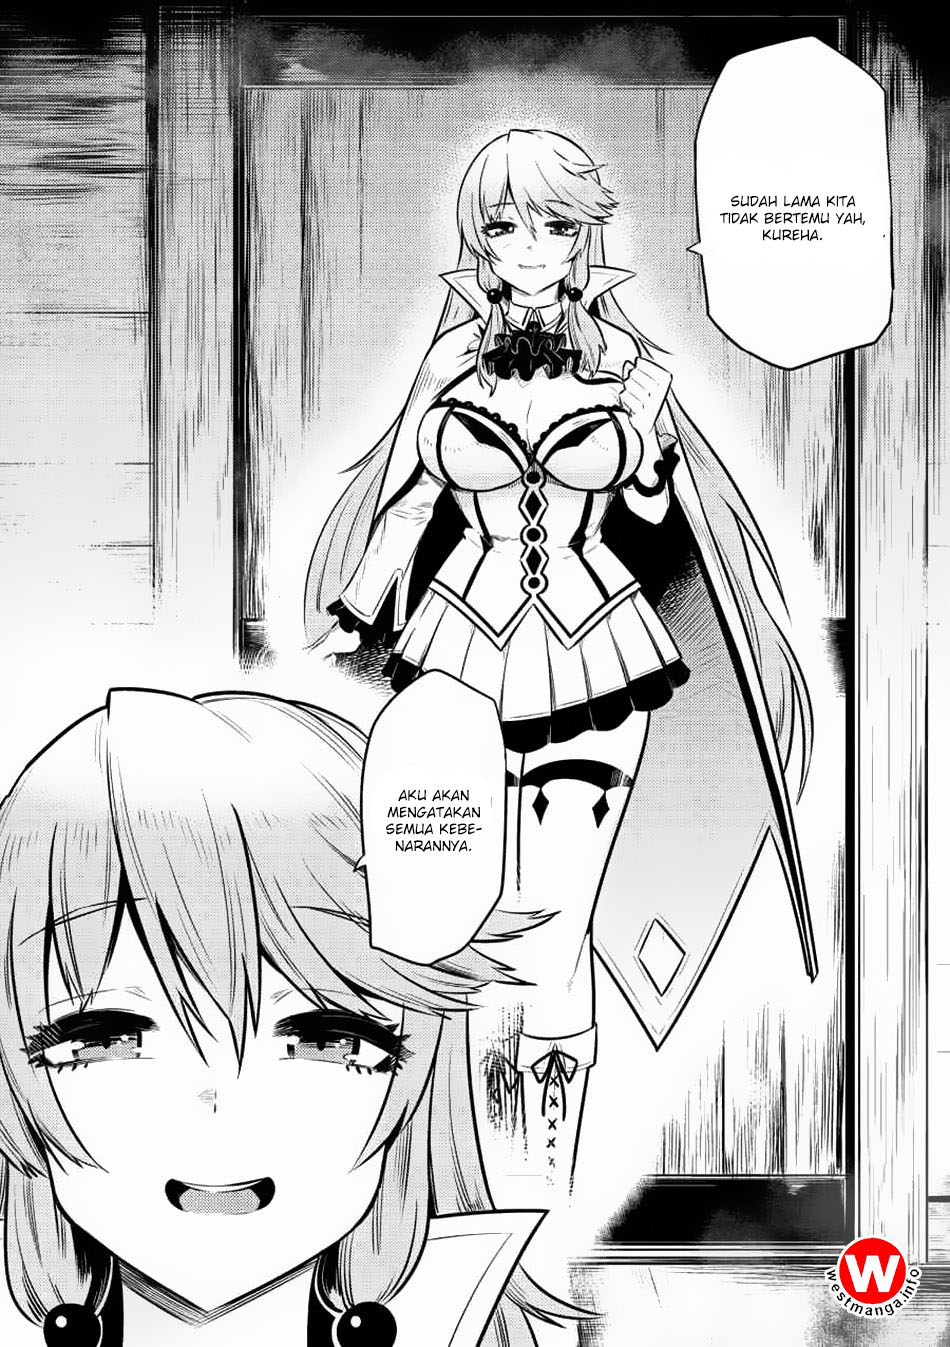 SUDAH LAMA KITA
TIDAK BERTEMU YAH,
KUREHA.
AKU AKAN
MENGATAKAN
SEMUA KEBE-
NARANNYA.
W
westmanga.info